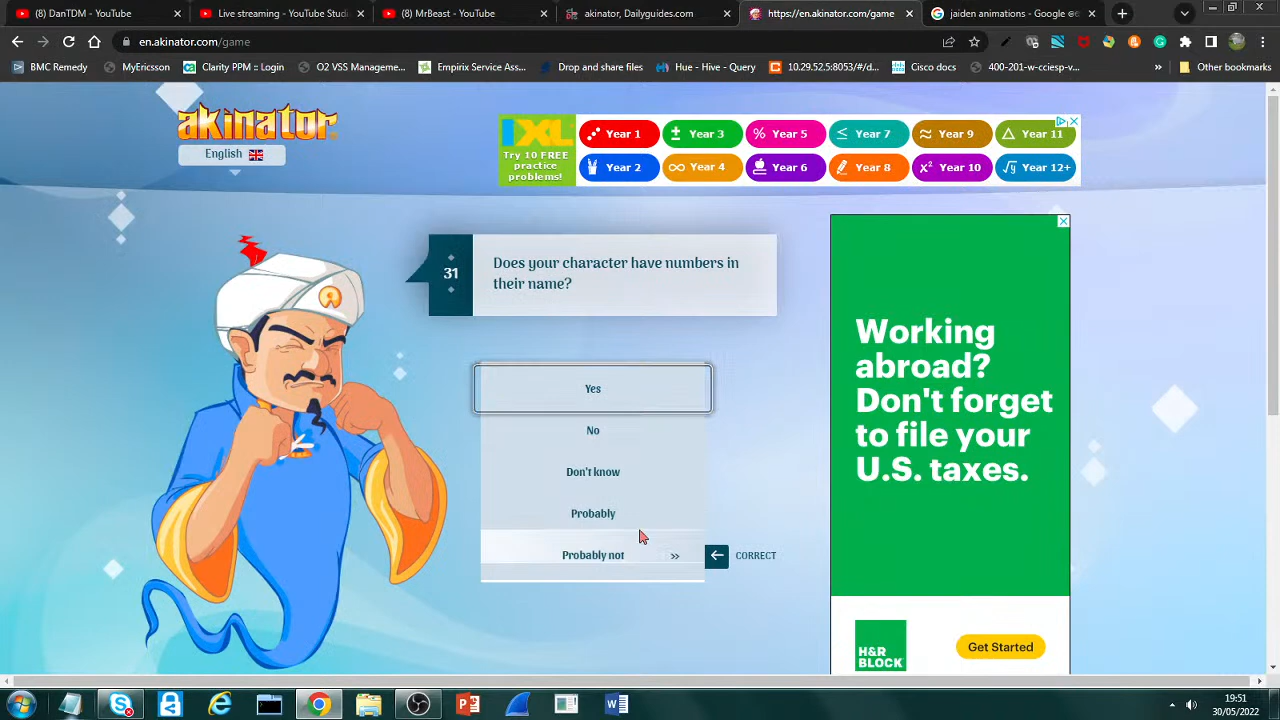 (8) DanTDM - YouTube
Live streaming - YouTube Studio
(8) MrBeast - YouTube
akinator, Dailyguides.com
https://en.akinator.com/game
jaiden animations - Google
en.akinator.com/game
BMC Remedy
MyEricsson
Clarity PPM :: Login
O2 VSS Manageme...
Empirix Service Ass...
Drop and share files
Hue - Hive - Query
10.29.52.5:8053/#/d...
Cisco docs
400-201-w-cciesp-v...
»
Other bookmarks
akinator
English
IXL
Try 10 FREE
practice
problems!
Year 1
Year 3
Year 5
Year 7
Year 9
Year 11
Year 2
Year 4
Year 6
Year 8
Year 10
Year 12+
31
Does your character have numbers in
their name?
Yes
No
Don't know
Probably
Probably not
CORRECT
Working
abroad?
Don't forget
to file your
U.S. taxes.
H&R
BLOCK
Get Started
19:51
30/05/2022